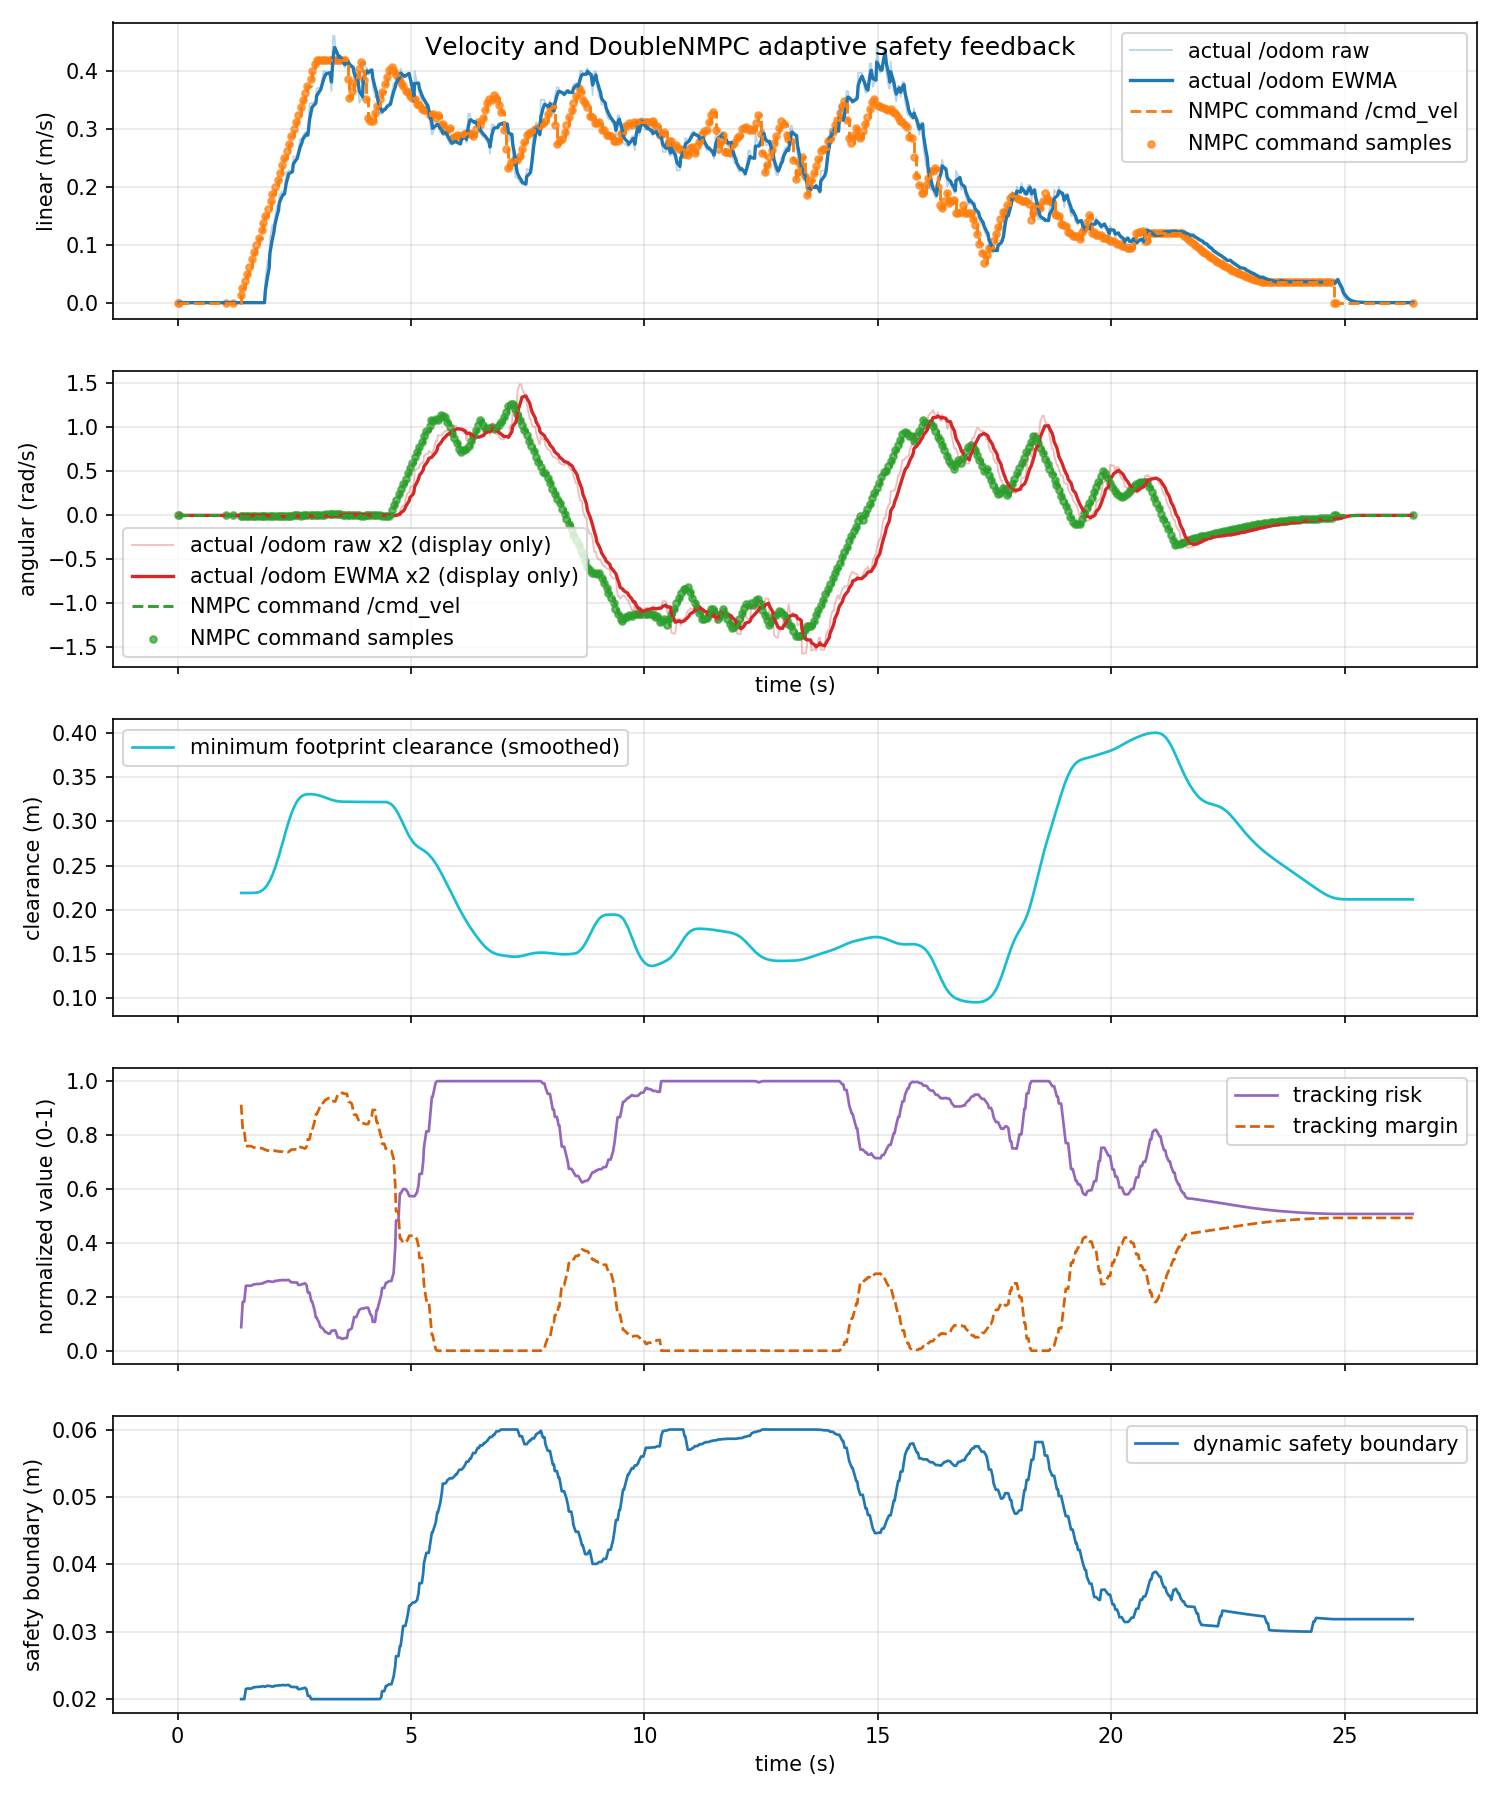 Velocity and DoubleNMPC adaptive safety feedback
actual /odom raw
actual /odom EWMA
NMPC command /cmd_vel
NMPC command samples
linear (m/s)
0.4
0.3
0.2
0.1
0.0
angular (rad/s)
1.5
1.0
0.5
0.0
−0.5
−1.0
−1.5
actual /odom raw x2 (display only)
actual /odom EWMA x2 (display only)
NMPC command /cmd_vel
NMPC command samples
time (s)
minimum footprint clearance (smoothed)
clearance (m)
0.40
0.35
0.30
0.25
0.20
0.15
0.10
tracking risk
tracking margin
normalized value (0-1)
1.0
0.8
0.6
0.4
0.2
0.0
dynamic safety boundary
safety boundary (m)
0.06
0.05
0.04
0.03
0.02
0 5 10 15 20 25
time (s)